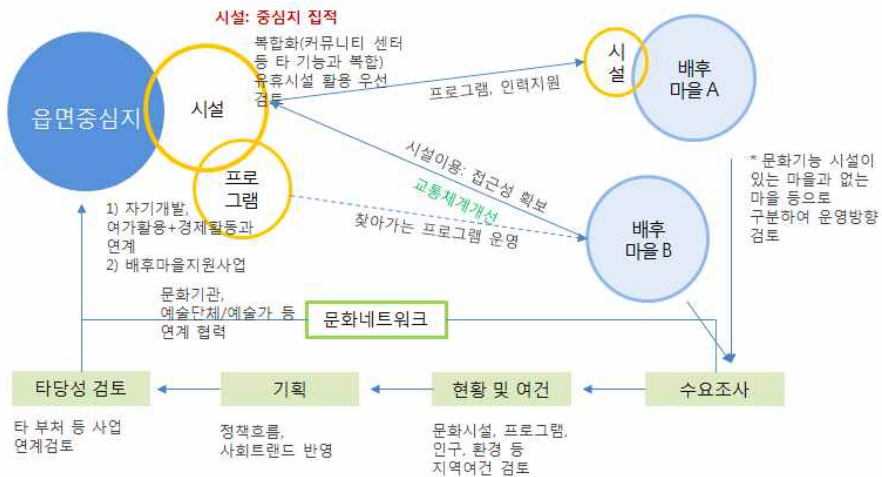 시설: 중심지 집적
복합화(커뮤니티 센터
등 타 기능과 복합)
유휴시설 활용 우선
검토
읍면중심지
시설
프로
그램
1) 자기개발,
여가활용+경제활동과
연계
2) 배후마을지원사업
프로그램, 인력지원
시설이용: 접근성 확보
교통체계개선
찾아가는 프로그램 운영
시
설
배후
마을 A
배후
마을 B
* 문화기능 시설이
있는 마을과 없는
마을 등으로
구분하여 운영방향
검토
문화기관,
예술단체/예술가 등
연계 협력
문화네트워크
타당성 검토
기획
현황 및 여건
수요조사
타 부처 등 사업
연계검토
정책흐름,
사회트랜드 반영
문화시설, 프로그램,
인구, 환경 등
지역여건 검토